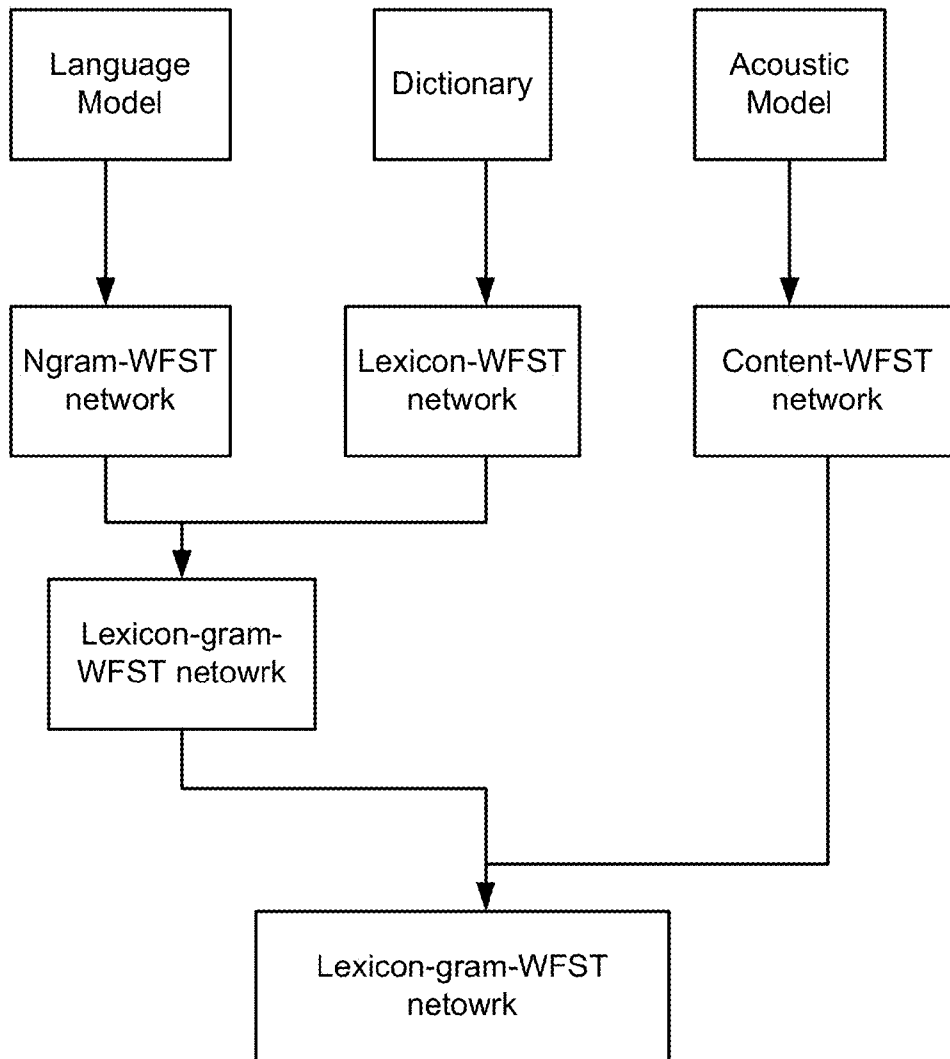 Language
Model
Dictionary
Acoustic
Model
Ngram-WFST
network
Lexicon-WFST
network
Content-WFST
network
Lexicon-gram-
WFST netowrk
Lexicon-gram-WFST
netowrk